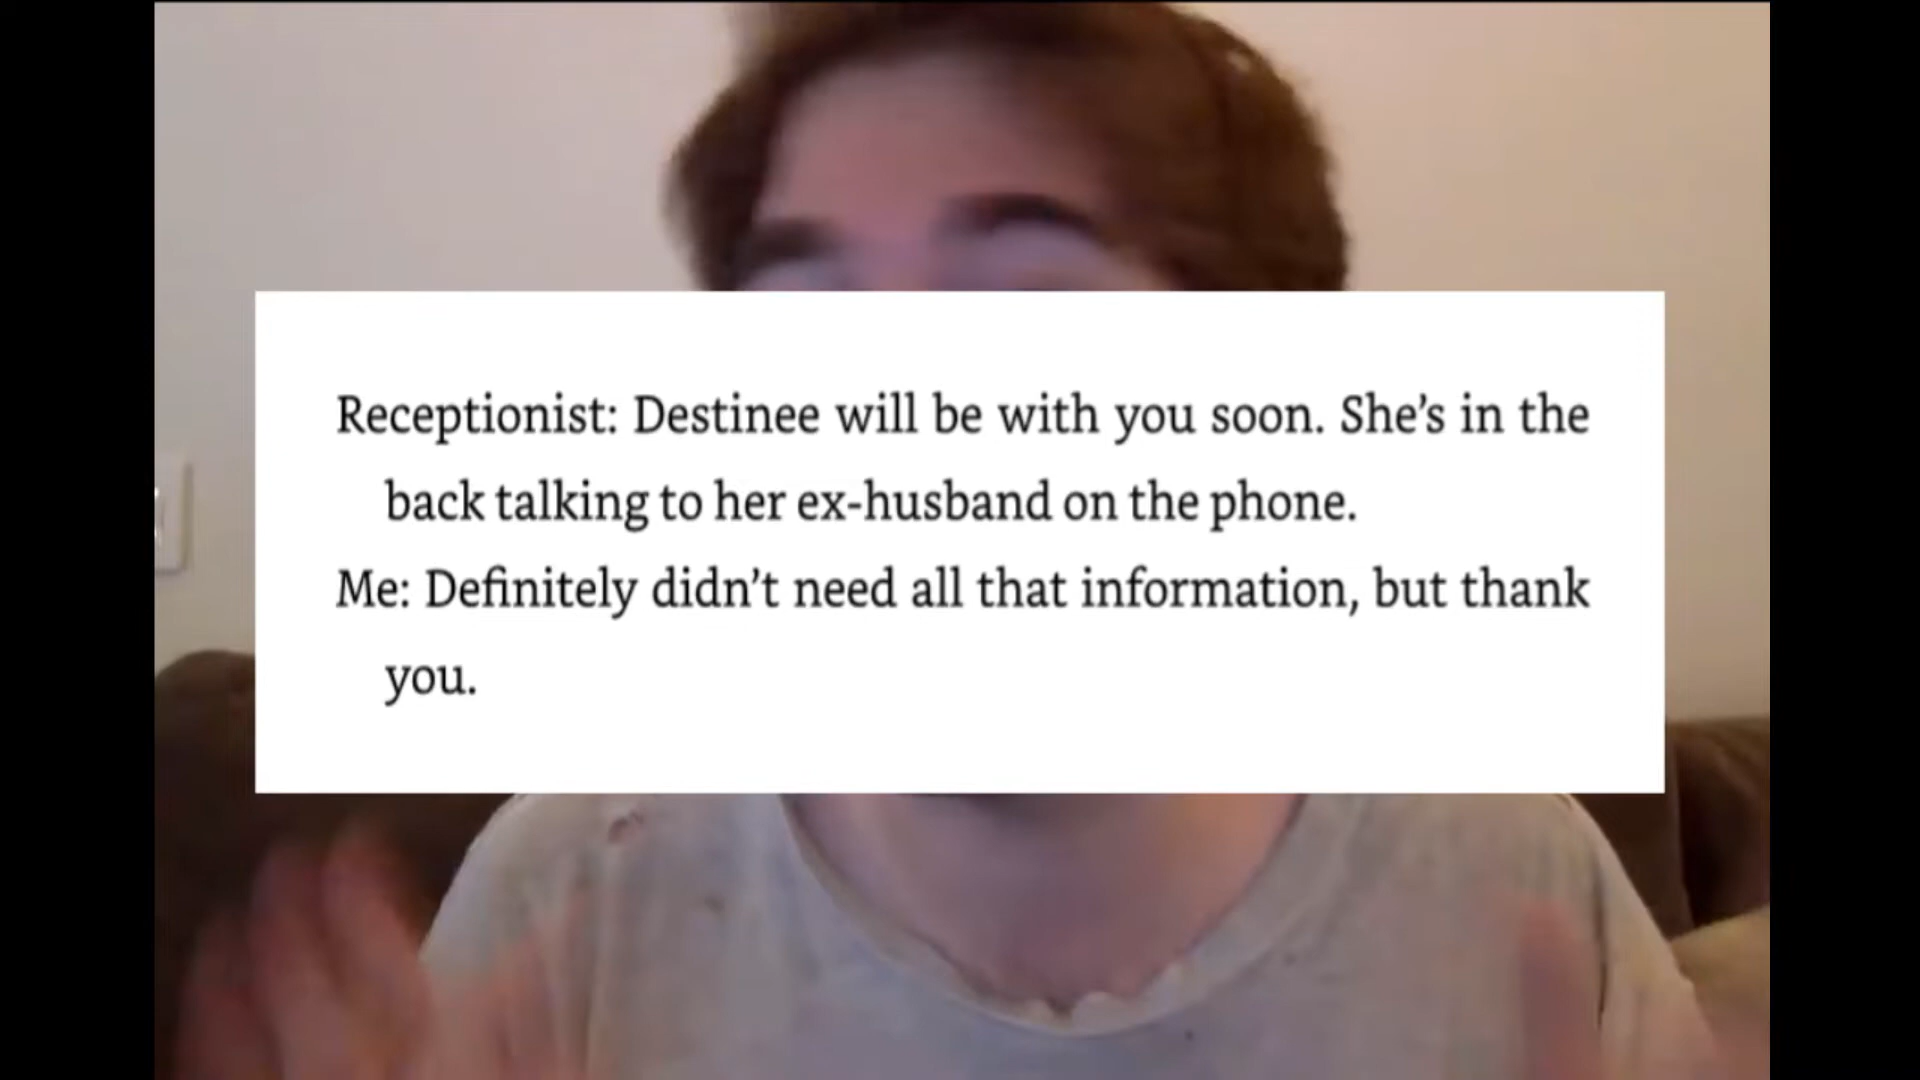 Receptionist: Destinee will be with you soon. She’s in the
back talking to her ex-husband on the phone.
Me: Definitely didn’t need all that information, but thank
you.